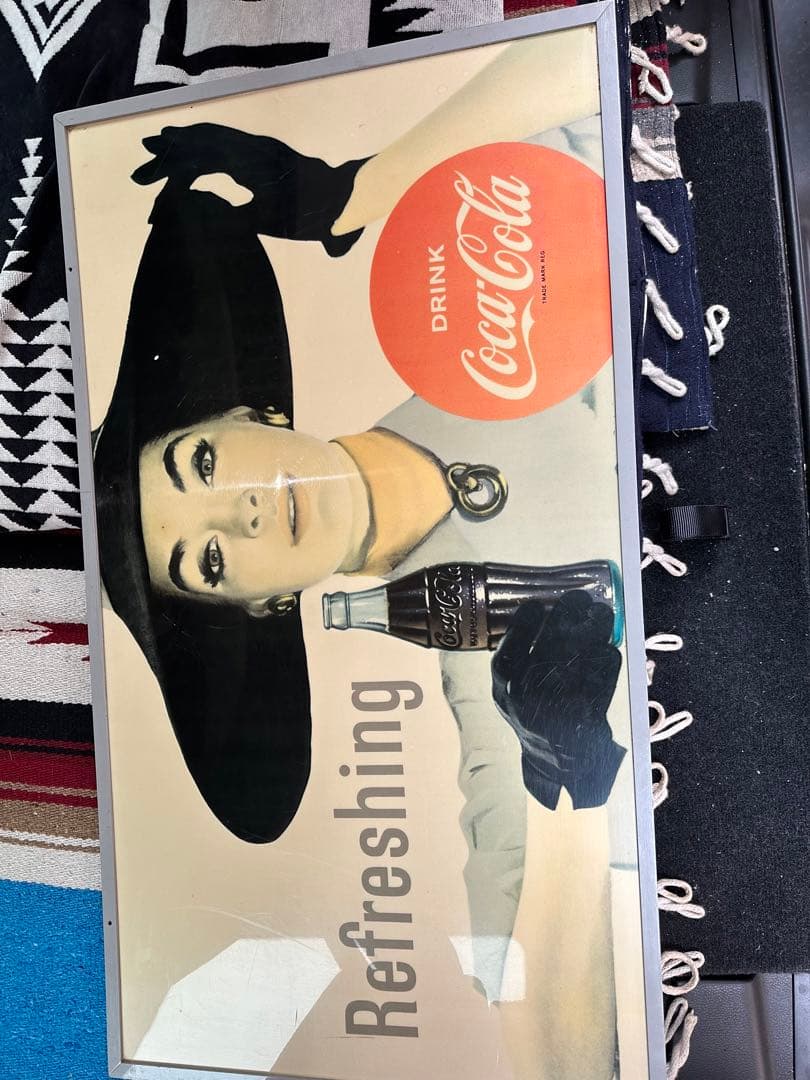 Refreshing
DRINK
Coca-Cola
TRADE MARK REG.
Coca-Cola